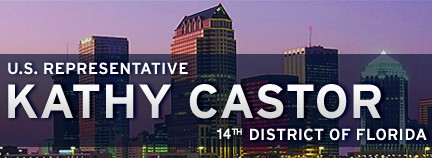 U.S. REPRESENTATIVE
KATHY CASTOR
14TH DISTRICT OF FLORIDA